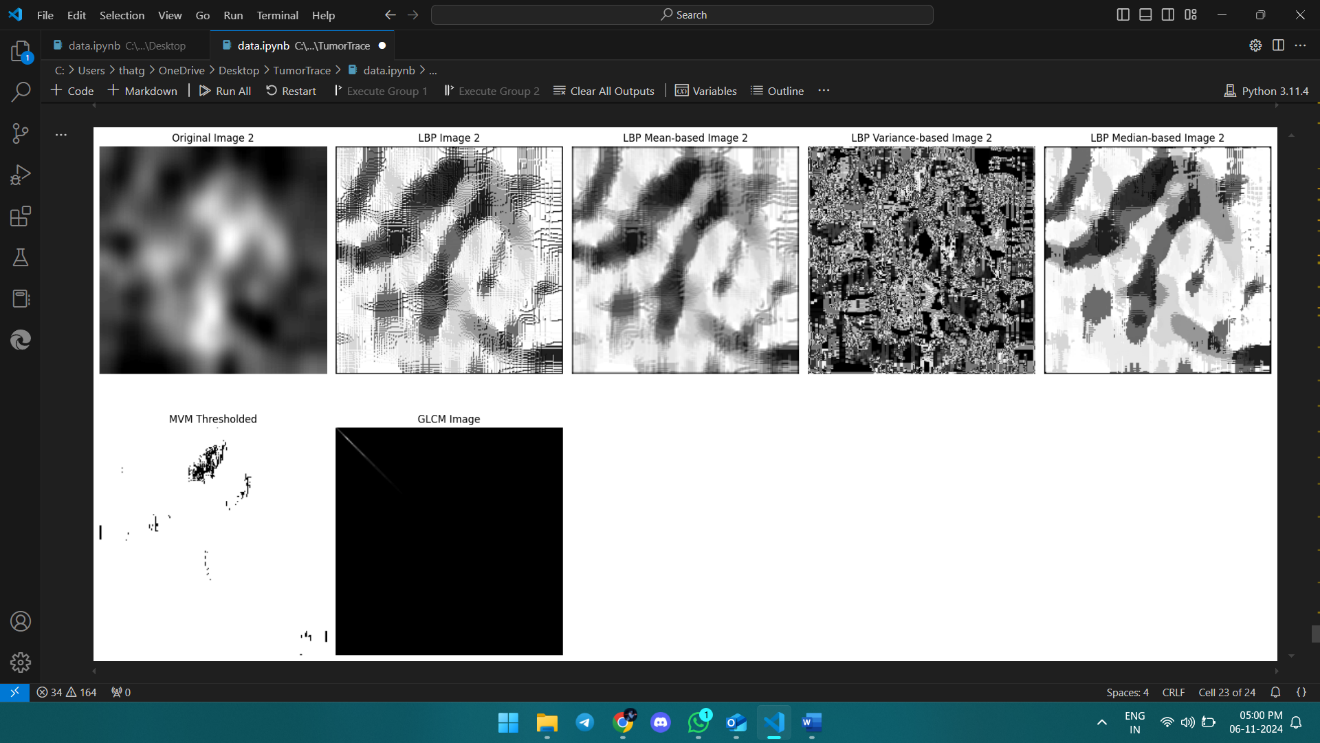 File Edit Selection View Go Run Terminal Help
Search
data.ipynb C:\...\Desktop
data.ipynb C:\...\TumorTrace
C: > Users > thatg > OneDrive > Desktop > TumorTrace > data.ipynb > ...
+ Code + Markdown Run All Restart Execute Group 1 Execute Group 2 Clear All Outputs Variables Outline ...
Python 3.11.4
1
Original Image 2
LBP Image 2
LBP Mean-based Image 2
LBP Variance-based Image 2
LBP Median-based Image 2
MVM Thresholded
GLCM Image
34 164 0
Spaces: 4 CRLF Cell 23 of 24
1
ENG
IN
05:00 PM
06-11-2024